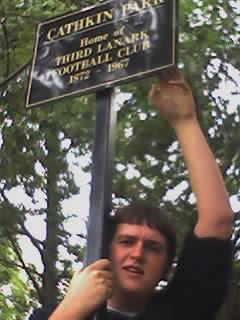 CATHKIN PARK
Home of
THIRD LANARK
FOOTBALL CLUB
1872 - 1967